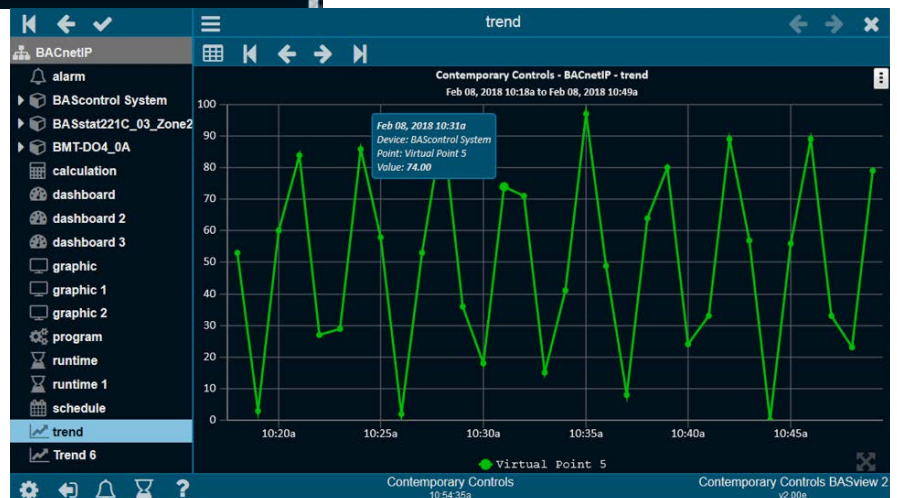 trend
BACnetIP
alarm
BAScontrol System
BASstat221C_03_Zone2
BMT-DO4_0A
calculation
dashboard
dashboard 2
dashboard 3
graphic
graphic 1
graphic 2
program
runtime
runtime 1
schedule
trend
Trend 6
Contemporary Controls - BACnetIP - trend
Feb 08, 2018 10:18a to Feb 08, 2018 10:49a
100
90
80
70
60
50
40
30
20
10
0
Feb 08, 2018 10:31a
Device: BAScontrol System
Point: Virtual Point 5
Value: 74.00
10:20a 10:25a 10:30a 10:35a 10:40a 10:45a
Virtual Point 5
?
Contemporary Controls
10:54:35a
Contemporary Controls BASview 2
v2.00e